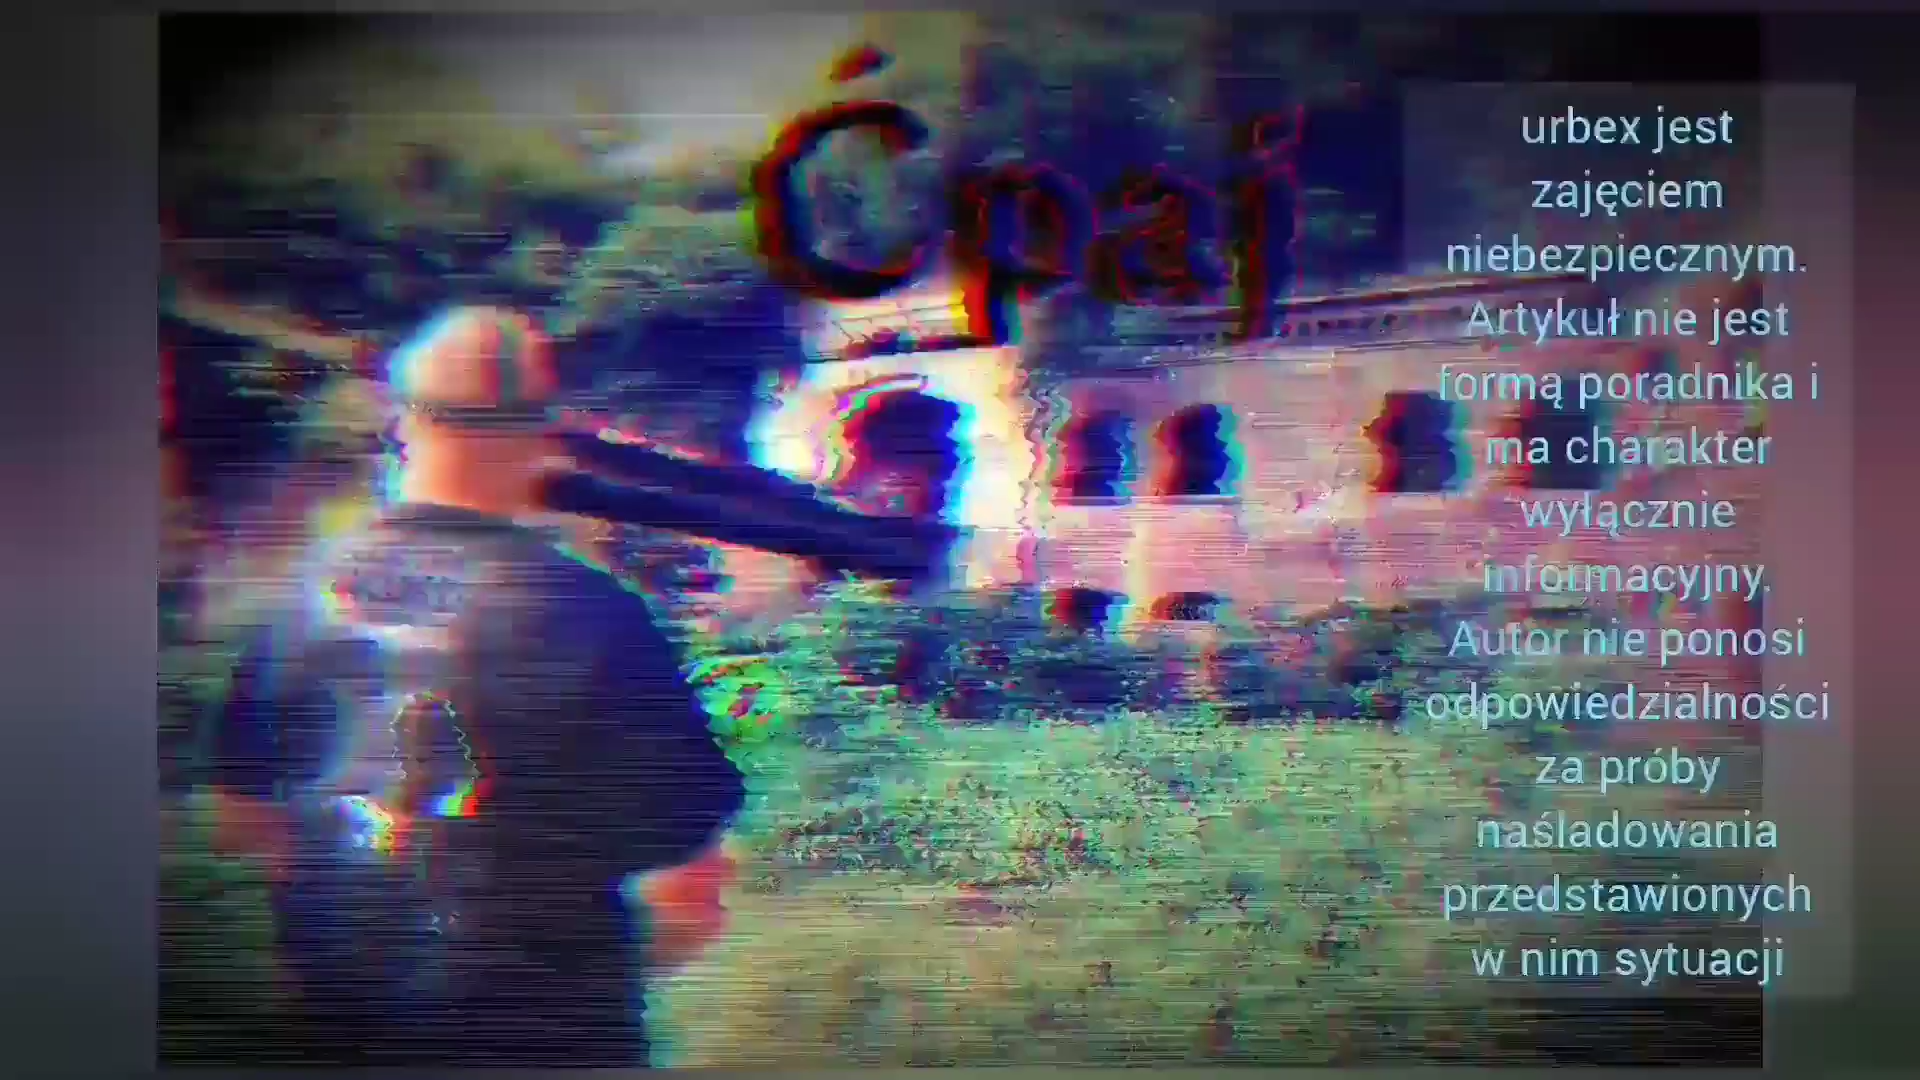 Ćpaj
urbex jest
zajęciem
niebezpiecznym.
Artykuł nie jest
formą poradnika i
ma charakter
wyłącznie
informacyjny.
Autor nie ponosi
odpowiedzialności
za próby
naśladowania
przedstawionych
w nim sytuacji